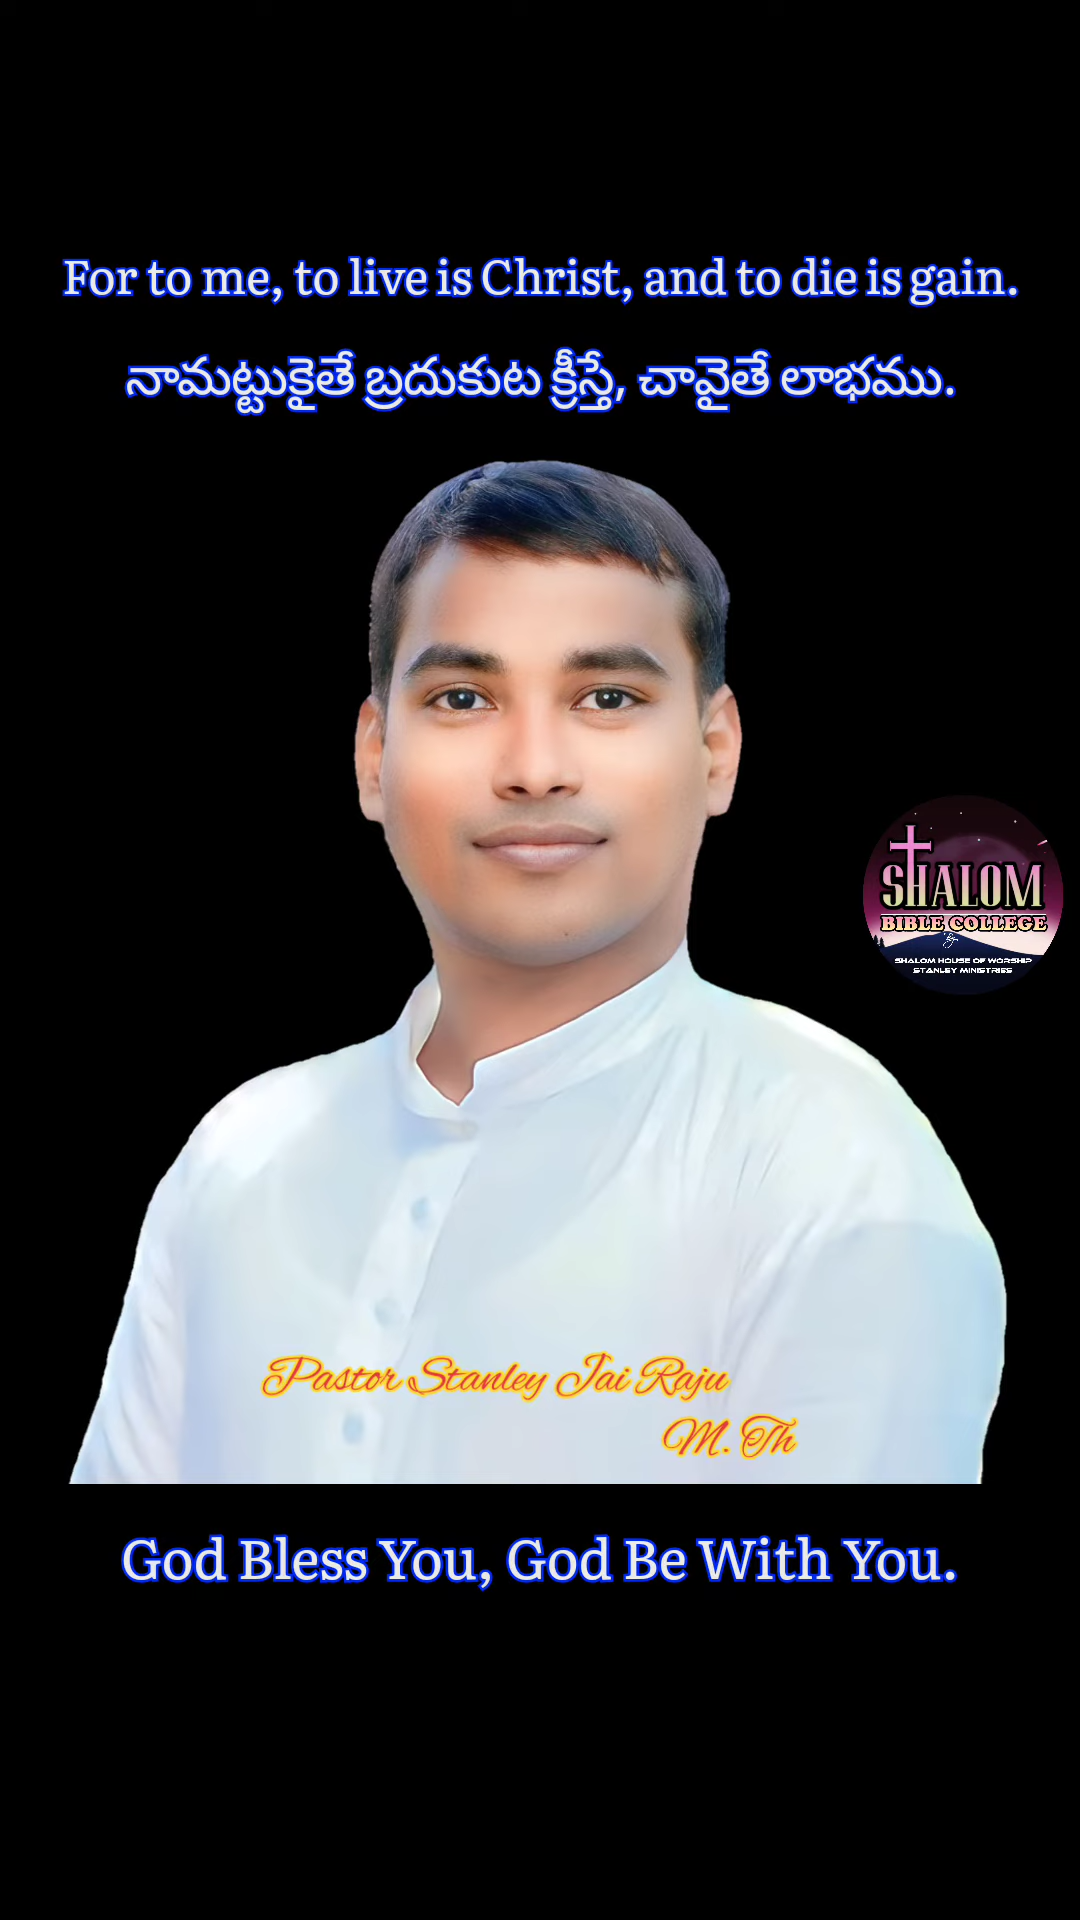 For to me, to live is Christ, and to die is gain.
నామట్టుకైతే బ్రదుకుట క్రీస్తే, చావైతే లాభము.
SHALOM
BIBLE COLLEGE
By
SHALOM HOUSE OF WORSHIP
STANLEY MINISTRIES
Pastor Stanley Jai Raju
M. Th
God Bless You, God Be With You.